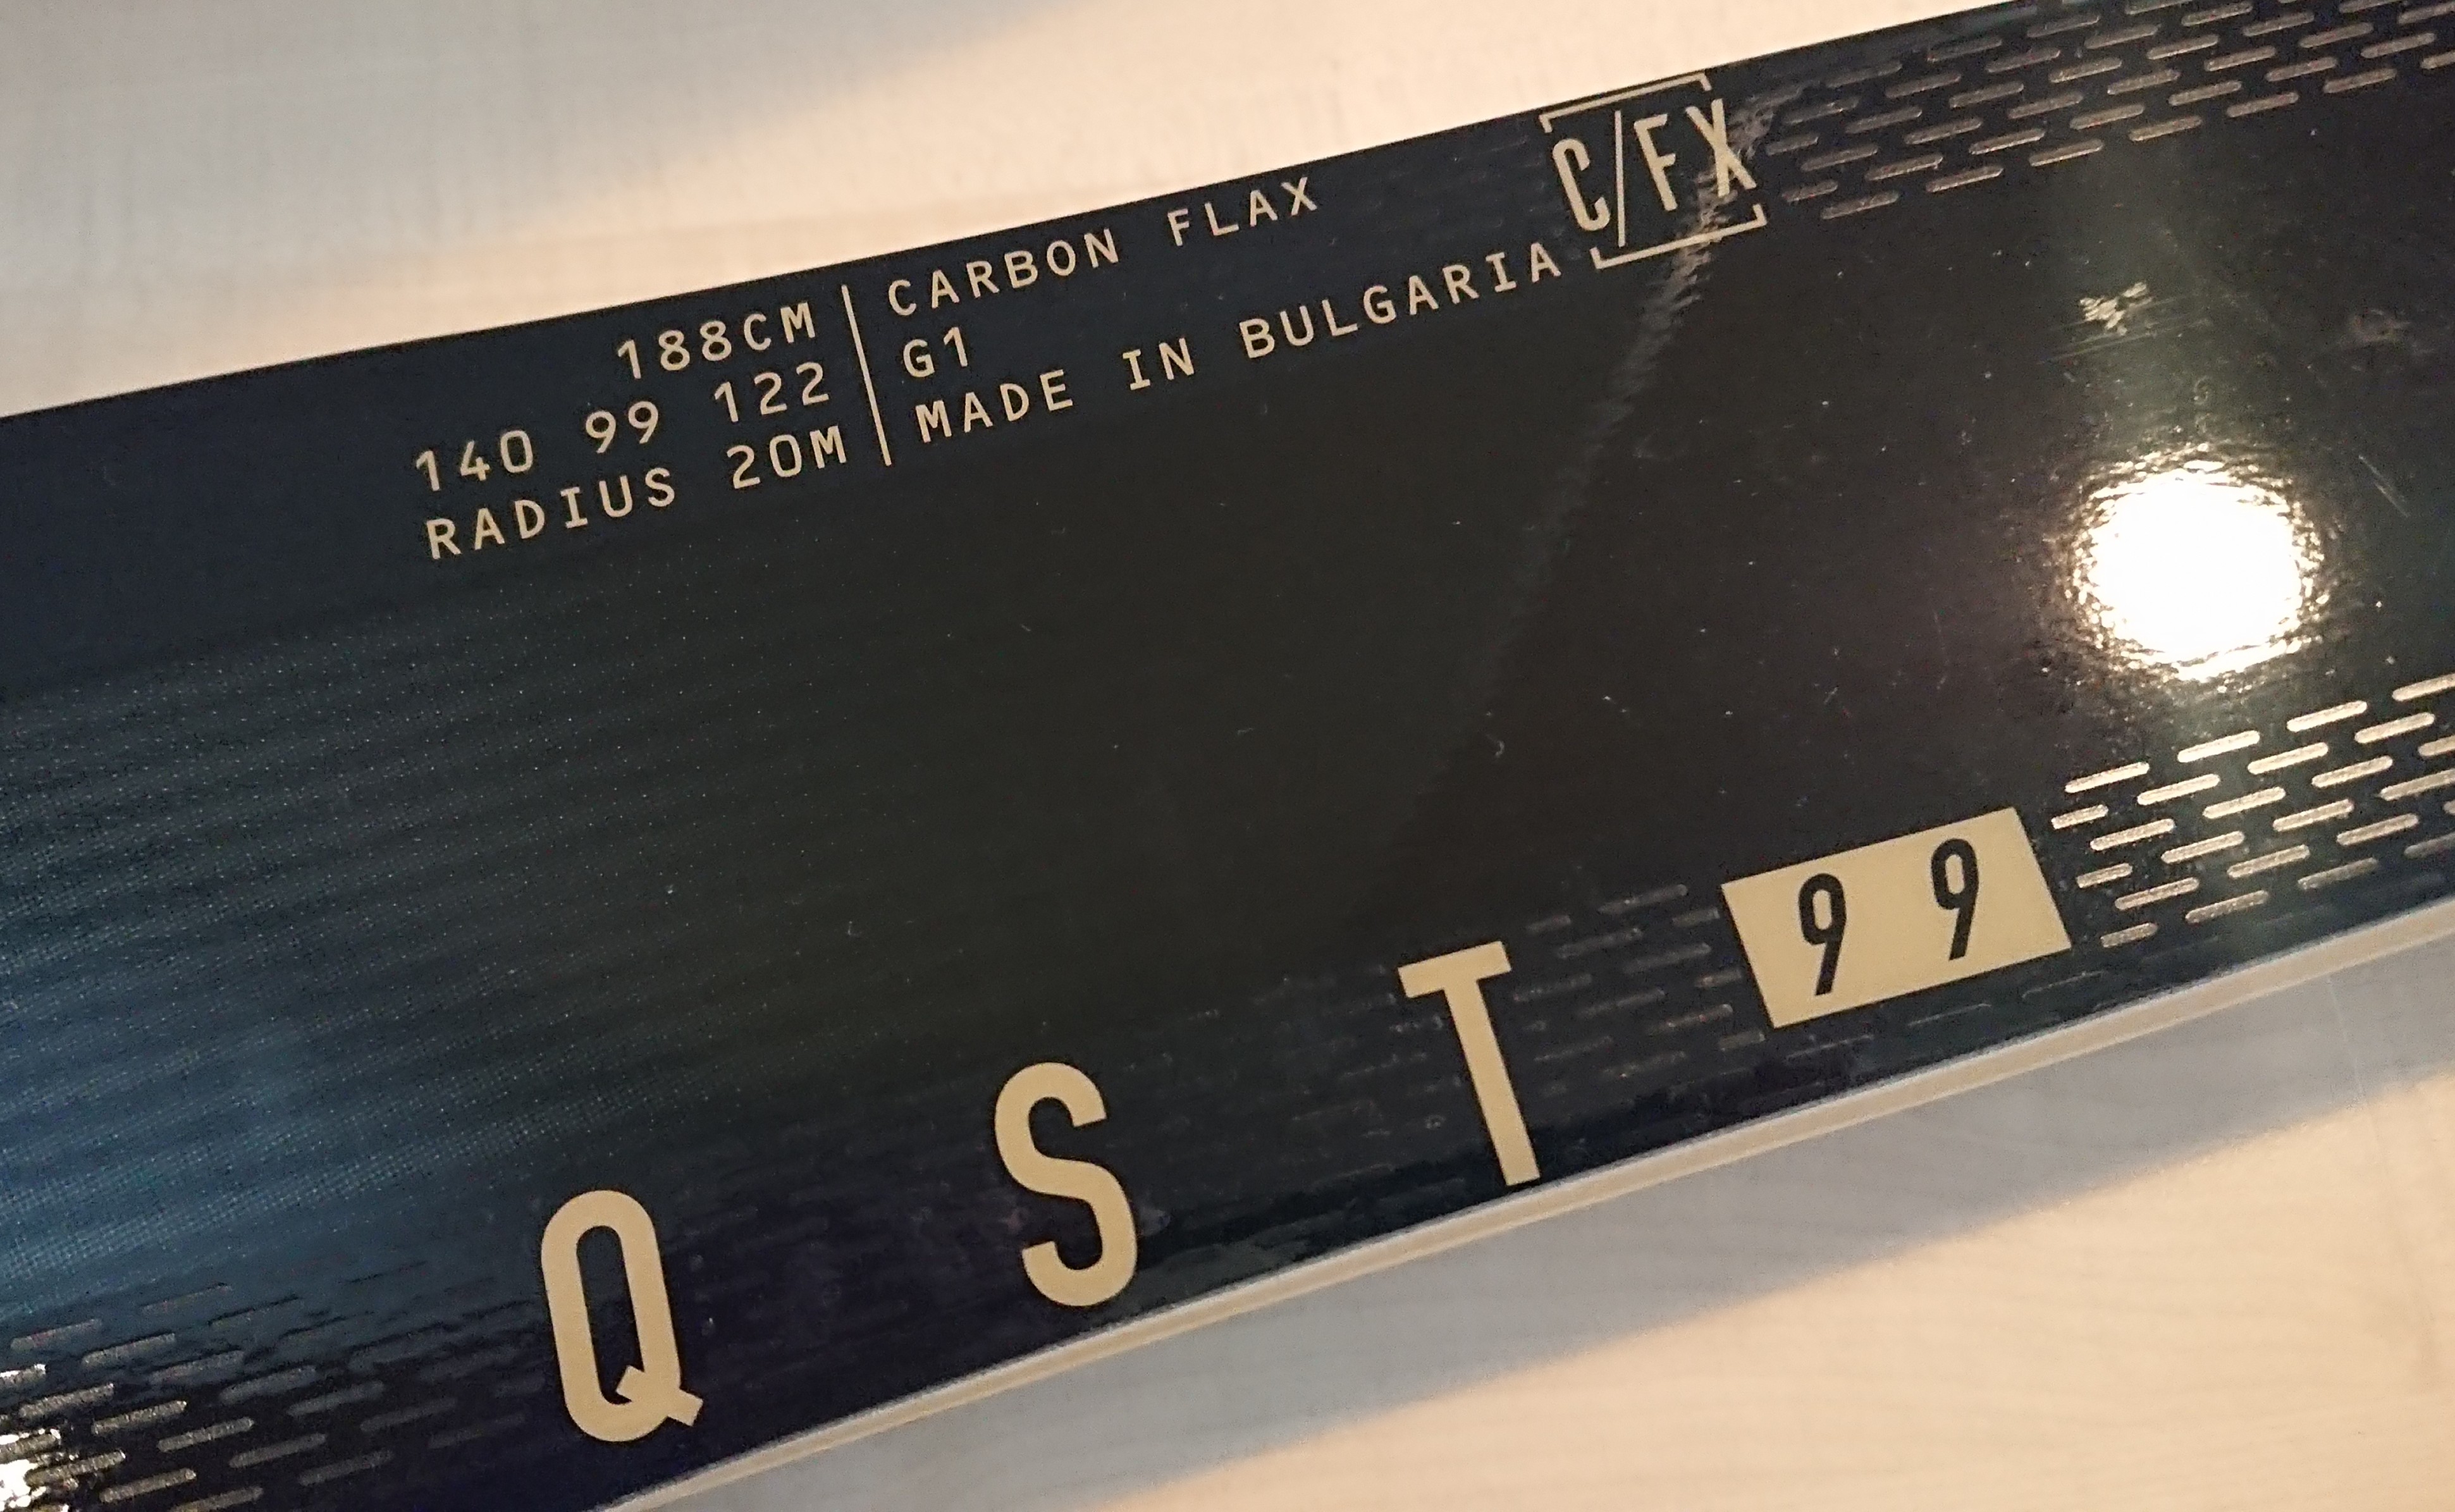 188CM
140 99 122
RADIUS 20M
CARBON FLAX
G1
MADE IN BULGARIA
C/FX
QST 99